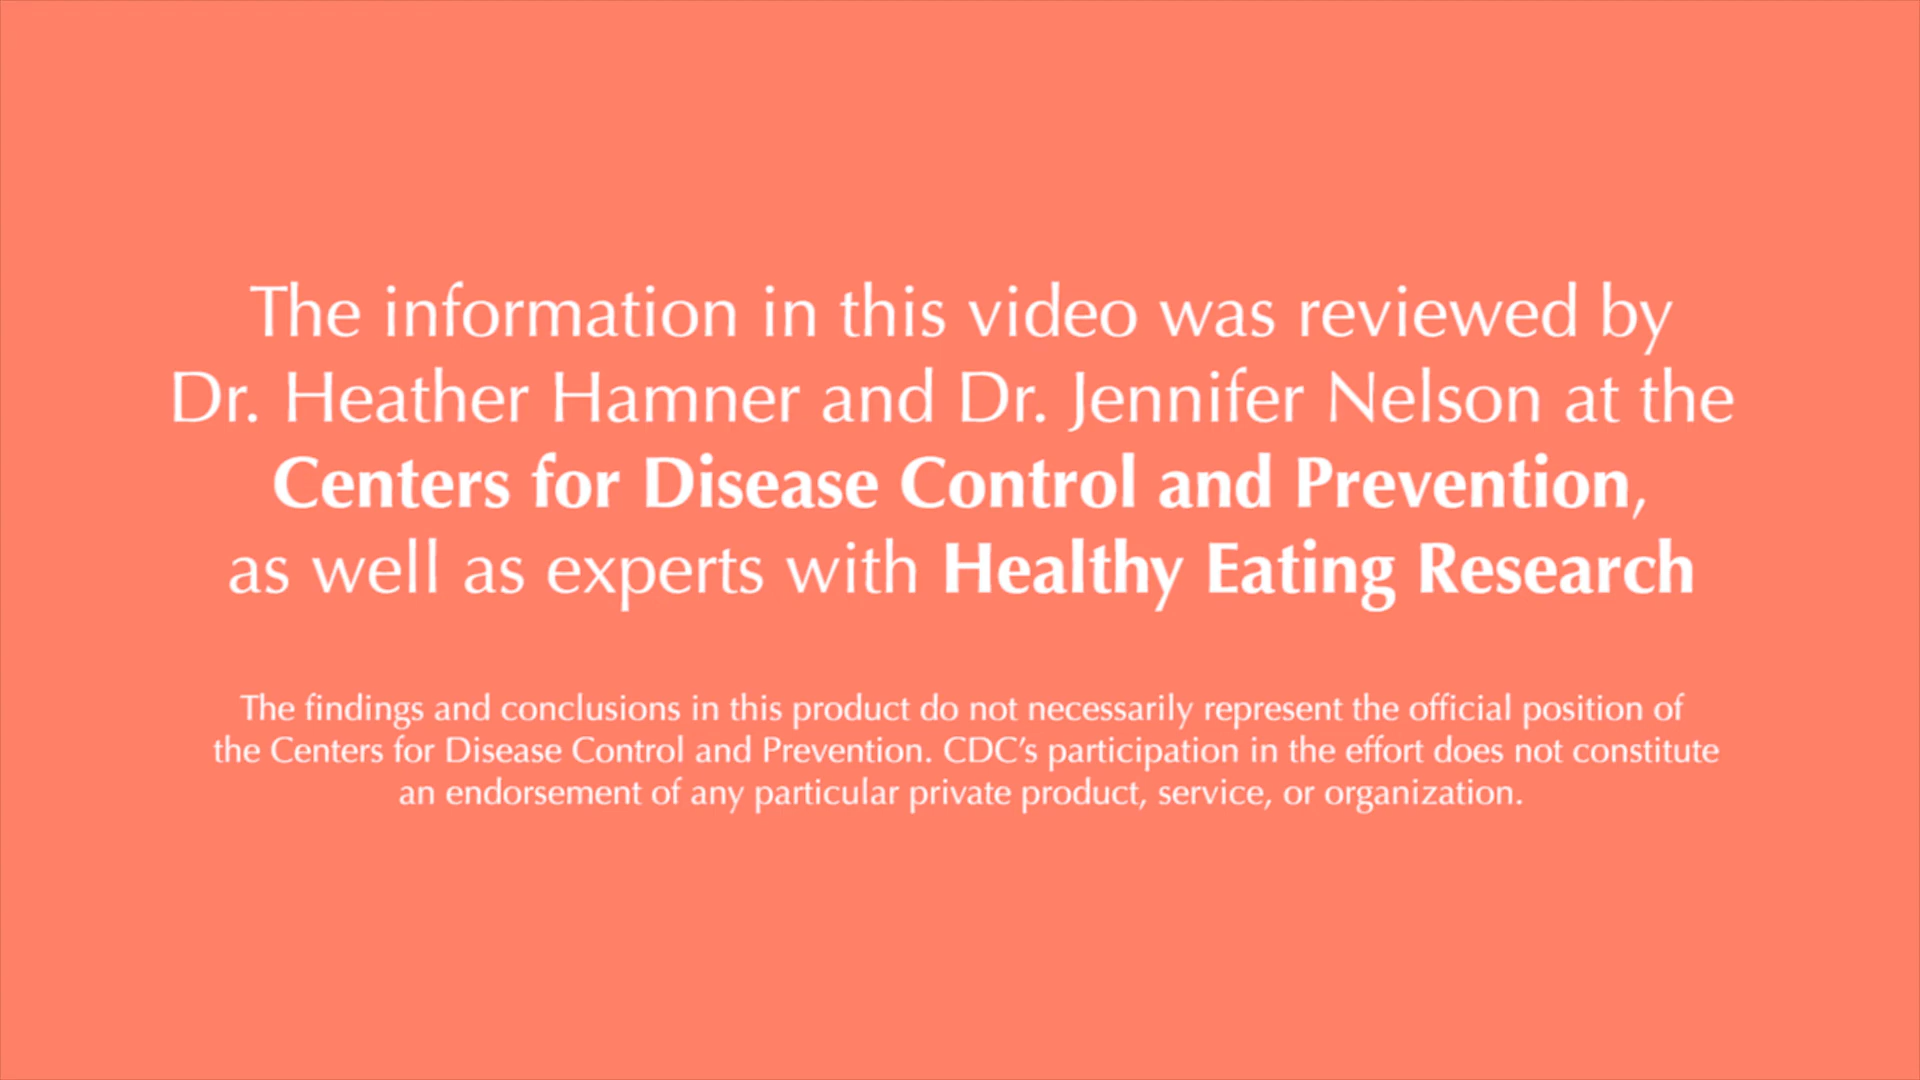 The information in this video was reviewed by
Dr. Heather Hamner and Dr. Jennifer Nelson at the
Centers for Disease Control and Prevention,
as well as experts with Healthy Eating Research
The findings and conclusions in this product do not necessarily represent the official position of
the Centers for Disease Control and Prevention. CDC’s participation in the effort does not constitute
an endorsement of any particular private product, service, or organization.